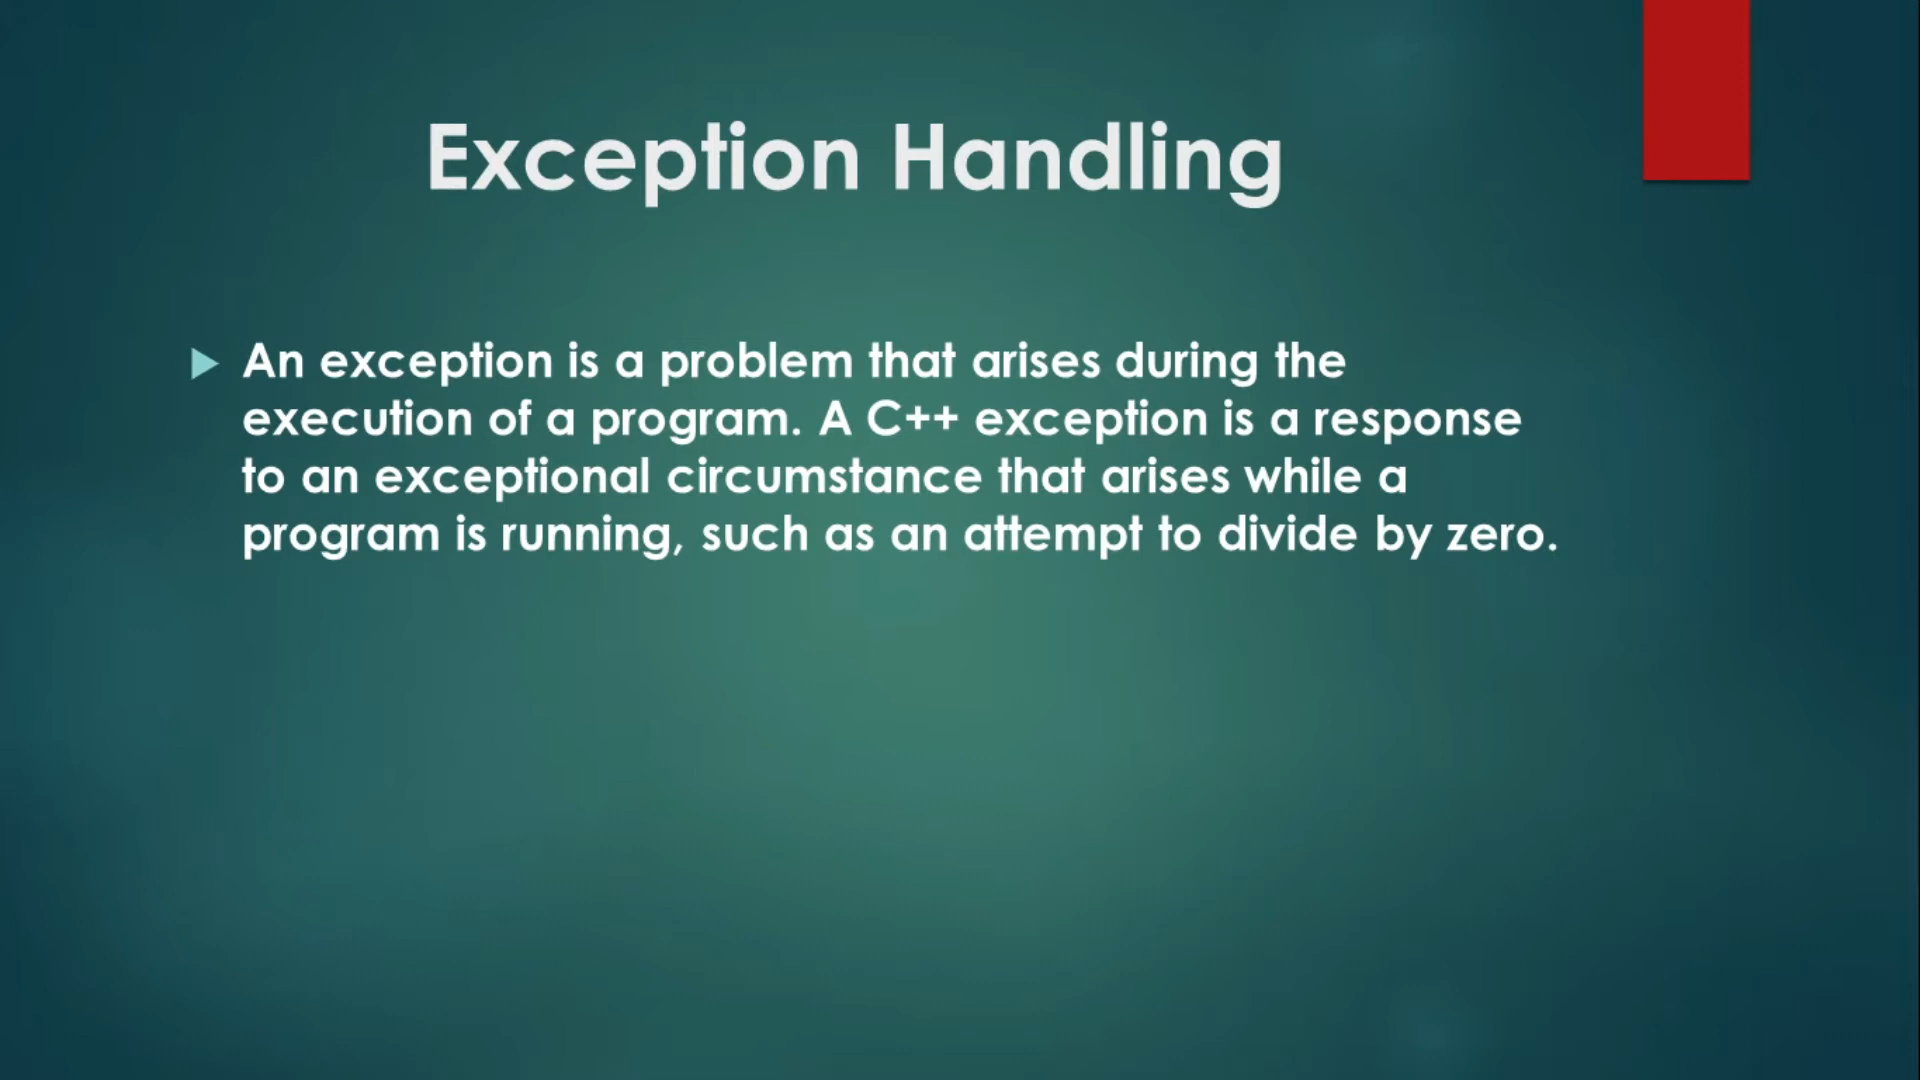 Exception Handling
An exception is a problem that arises during the
execution of a program. A C++ exception is a response
to an exceptional circumstance that arises while a
program is running, such as an attempt to divide by zero.